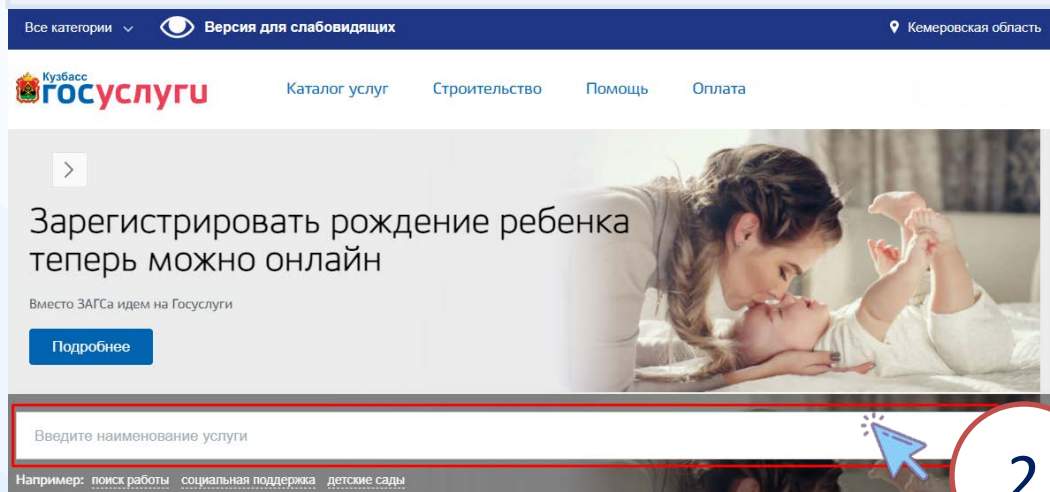 Все категории Версия для слабовидящих Кемеровская область
Кузбасс
госуслуги Каталог услуг Строительство Помощь Оплата
>
Зарегистрировать рождение ребенка
теперь можно онлайн
Вместо ЗАГСа идем на Госуслуги
Подробнее
Введите наименование услуги
2
Например: поиск работы социальная поддержка детские сады